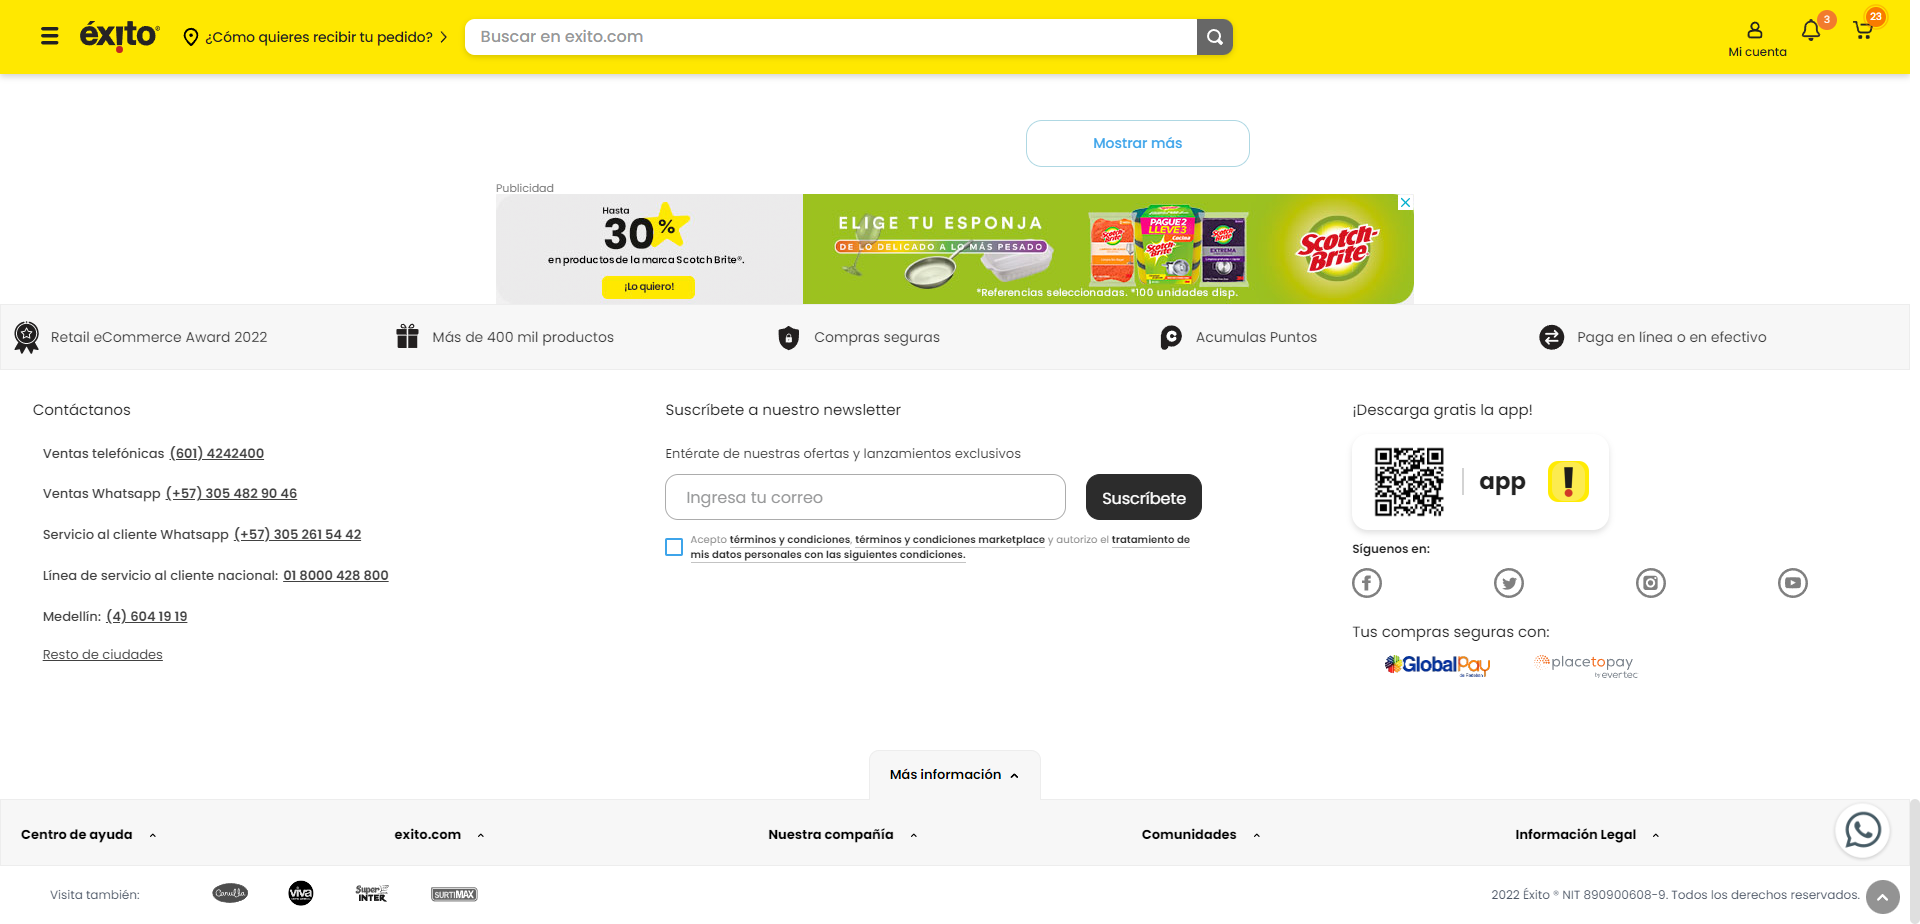 éxito
¿Cómo quieres recibir tu pedido?
Buscar en exito.com
Mi cuenta
3
23
Mostrar más
Publicidad
Hasta
30%
en productos de la marca Scotch Brite®.
¡Lo quiero!
ELIGE TU ESPONJA
DE LO DELICADO A LO MÁS PESADO
PAGUE 2
LLEVE 3
Scotch-Brite
EXTREMA
Scotch-Brite
*Referencias seleccionadas. *100 unidades disp.
Retail eCommerce Award 2022
Más de 400 mil productos
Compras seguras
Acumulas Puntos
Paga en línea o en efectivo
Contáctanos
Ventas telefónicas (601) 4242400
Ventas Whatsapp (+57) 305 482 90 46
Servicio al cliente Whatsapp (+57) 305 261 54 42
Línea de servicio al cliente nacional: 01 8000 428 800
Medellín: (4) 604 19 19
Resto de ciudades
Suscríbete a nuestro newsletter
Entérate de nuestras ofertas y lanzamientos exclusivos
Ingresa tu correo
Suscríbete
Acepto términos y condiciones, términos y condiciones marketplace y autorizo el tratamiento de
mis datos personales con las siguientes condiciones.
¡Descarga gratis la app!
app
Síguenos en:
Tus compras seguras con:
GlobalPay
placetopay
by evertec
Más información
Centro de ayuda
exito.com
Nuestra compañía
Comunidades
Información Legal
Visita también:
Carulla
viva
Super INTER
SURTIMAX
2022 Éxito ® NIT 890900608-9. Todos los derechos reservados.